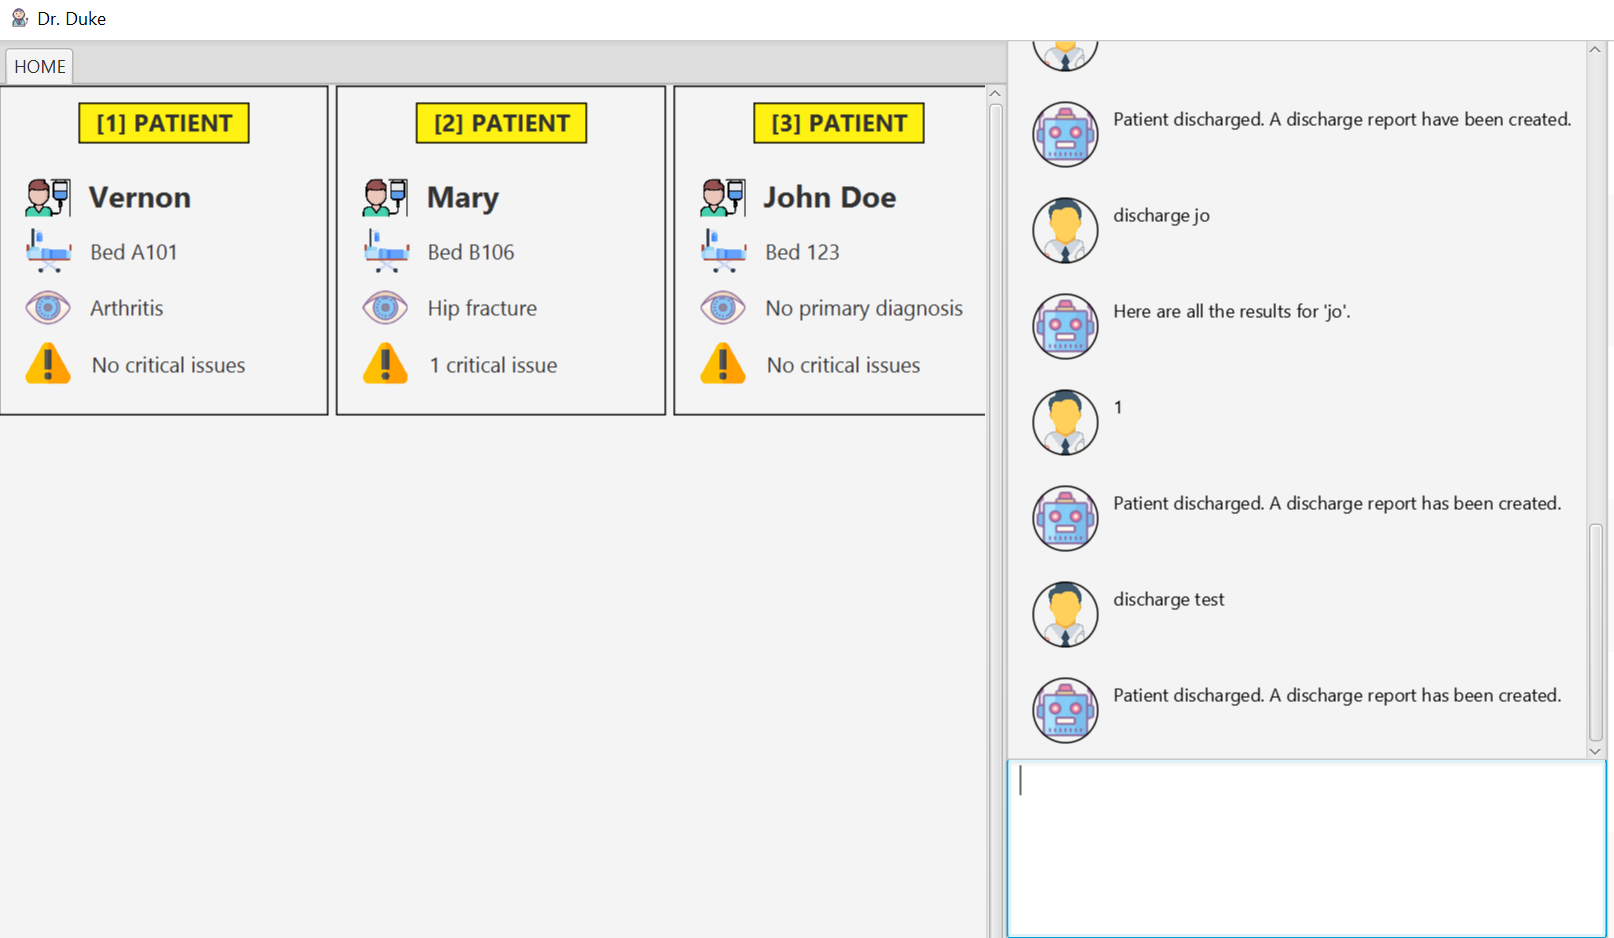 Dr. Duke
HOME
[1] PATIENT
Vernon
Bed A101
Arthritis
No critical issues
[2] PATIENT
Mary
Bed B106
Hip fracture
1 critical issue
[3] PATIENT
John Doe
Bed 123
No primary diagnosis
No critical issues
Patient discharged. A discharge report have been created.
discharge jo
Here are all the results for 'jo'.
1
Patient discharged. A discharge report has been created.
discharge test
Patient discharged. A discharge report has been created.